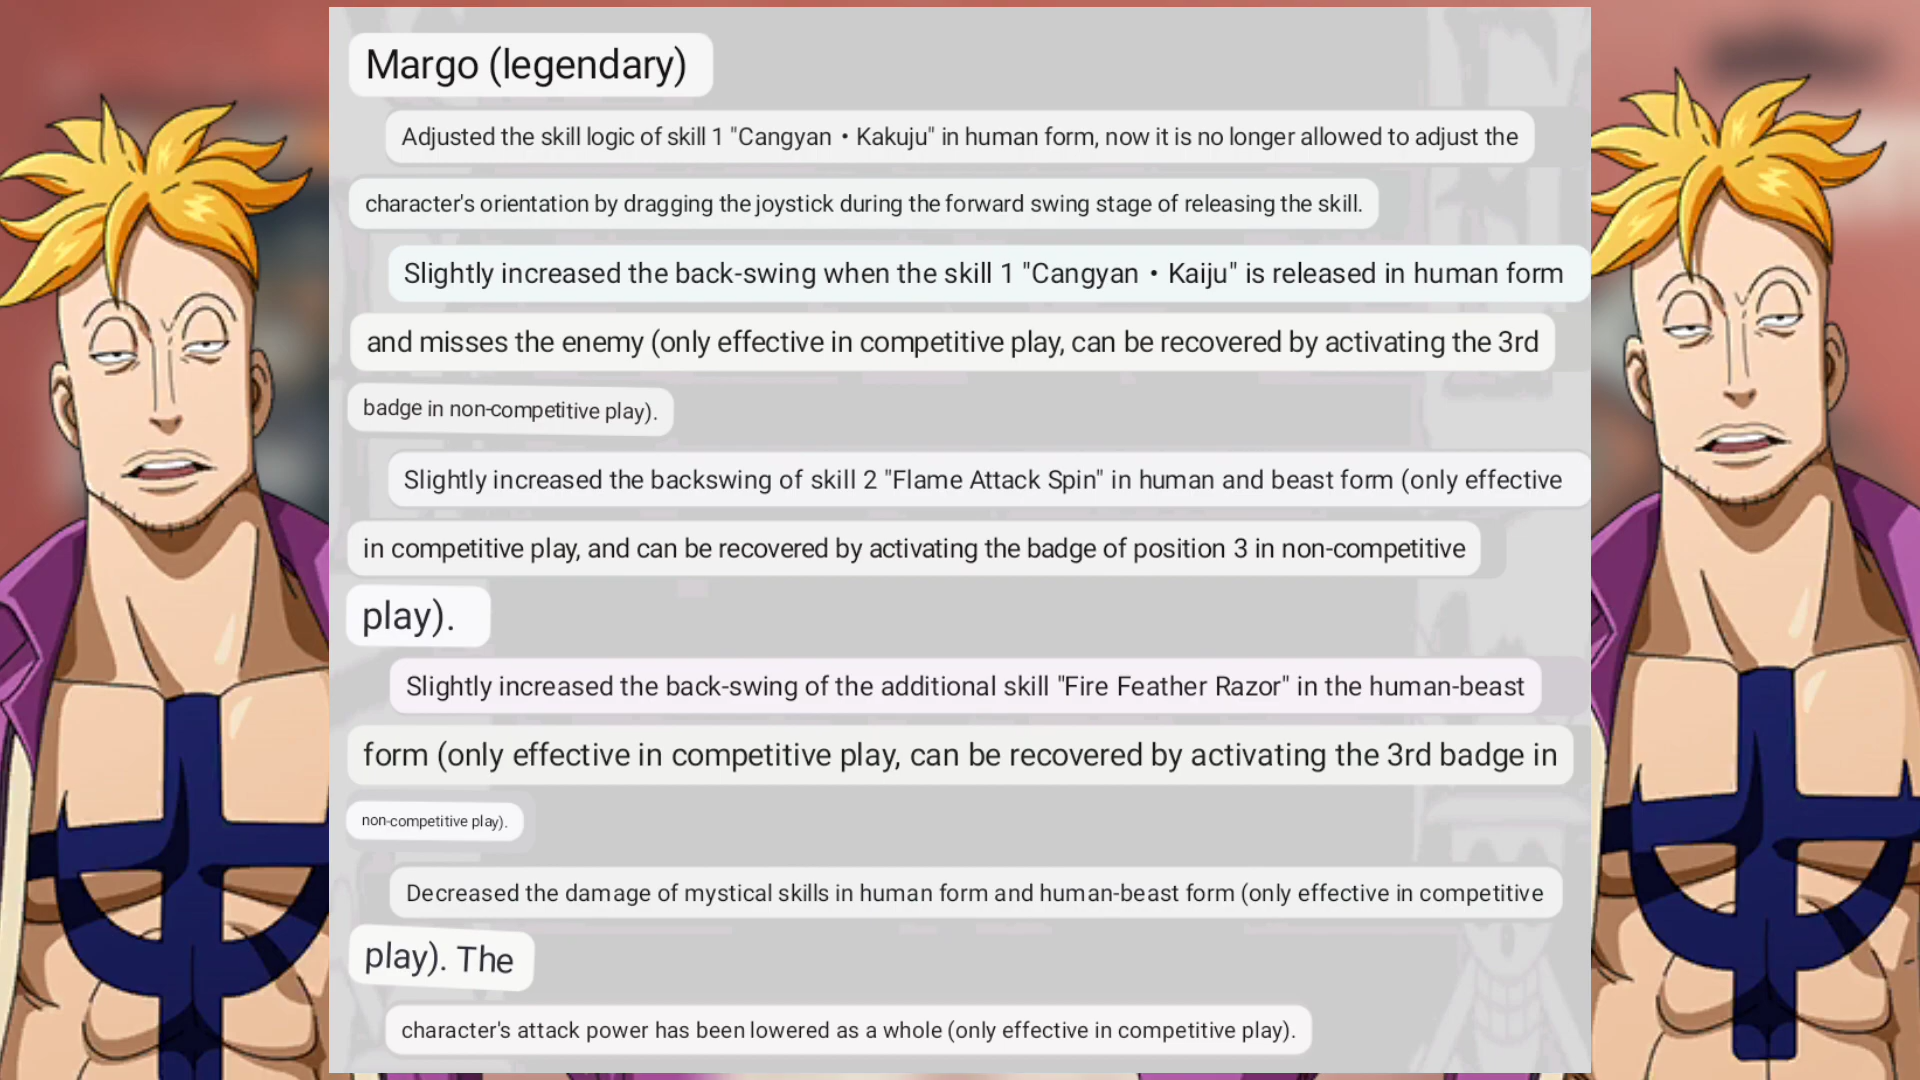 Margo (legendary)
Adjusted the skill logic of skill 1 "Cangyan・Kakuju" in human form, now it is no longer allowed to adjust the
character's orientation by dragging the joystick during the forward swing stage of releasing the skill.
Slightly increased the back-swing when the skill 1 "Cangyan・Kaiju" is released in human form
and misses the enemy (only effective in competitive play, can be recovered by activating the 3rd
badge in non-competitive play).
Slightly increased the backswing of skill 2 "Flame Attack Spin" in human and beast form (only effective
in competitive play, and can be recovered by activating the badge of position 3 in non-competitive
play).
Slightly increased the back-swing of the additional skill "Fire Feather Razor" in the human-beast
form (only effective in competitive play, can be recovered by activating the 3rd badge in
non-competitive play).
Decreased the damage of mystical skills in human form and human-beast form (only effective in competitive
play). The
character's attack power has been lowered as a whole (only effective in competitive play).